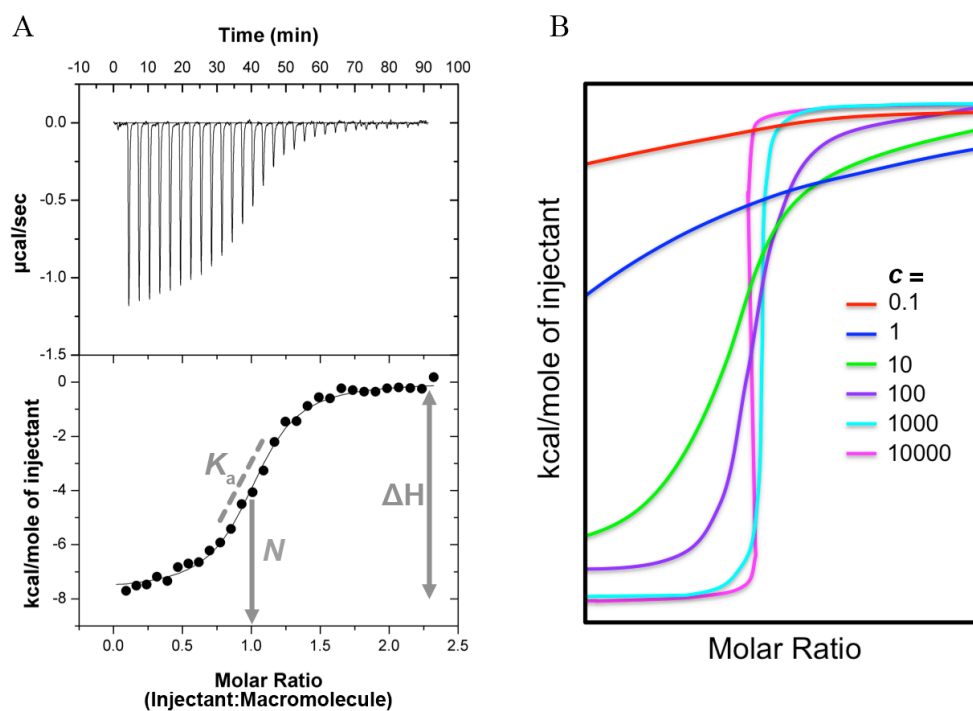 A
Time (min)
-10 0 10 20 30 40 50 60 70 80 90 100
0.0
-0.5
-1.0
-1.5
µcal/sec
0
-2
-4
-6
-8
kcal/mole of injectant
Ka
N
ΔH
0.0 0.5 1.0 1.5 2.0 2.5
Molar Ratio
(Injectant:Macromolecule)
B
kcal/mole of injectant
c =
0.1
1
10
100
1000
10000
Molar Ratio